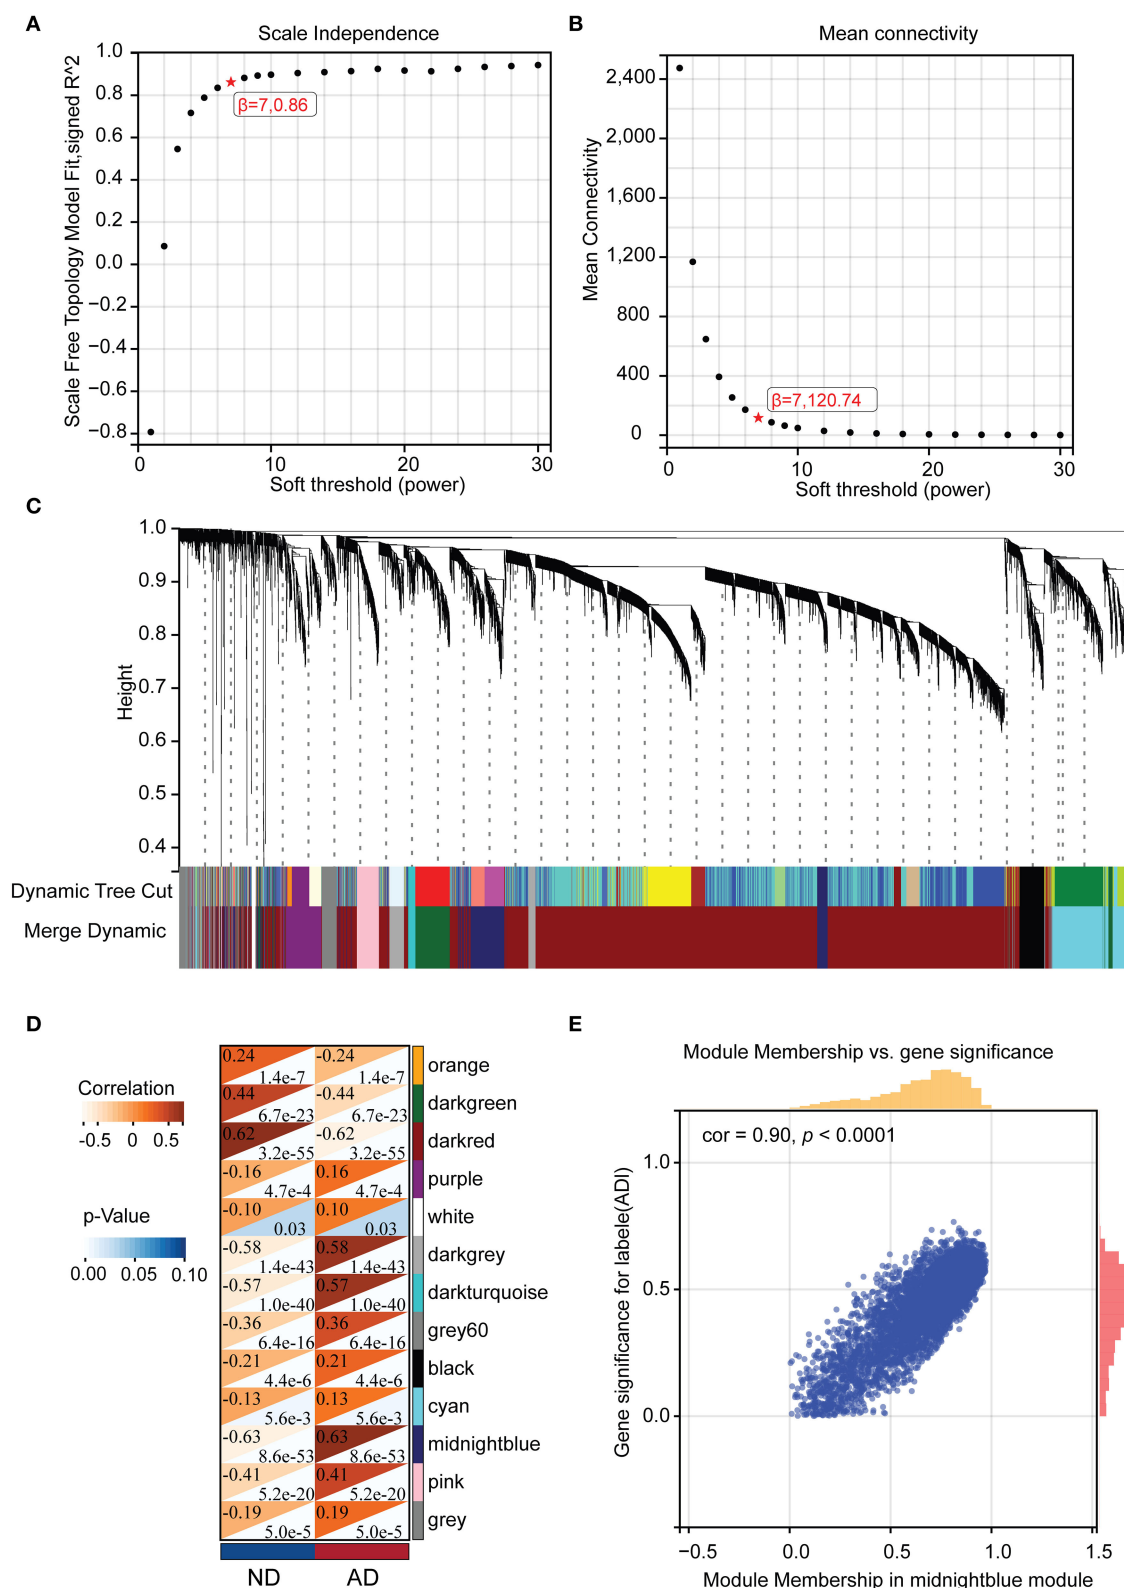 A
Scale Independence
Scale Free Topology Model Fit,signed R^2
1.0
0.8
0.6
0.4
0.2
0.0
−0.2
−0.4
−0.6
−0.8
β=7,0.86
0 10 20 30
Soft threshold (power)
B
Mean connectivity
Mean Connectivity
2,400
2,000
1,600
1,200
800
400
0
β=7,120.74
0 10 20 30
Soft threshold (power)
C
Height
1.0
0.9
0.8
0.7
0.6
0.5
0.4
Dynamic Tree Cut
Merge Dynamic
D
Correlation
-0.5 0 0.5
p-Value
0.00 0.05 0.10
0.24 1.4e-7 -0.24 1.4e-7 orange
0.44 6.7e-23 -0.44 6.7e-23 darkgreen
0.62 3.2e-55 -0.62 3.2e-55 darkred
-0.16 4.7e-4 0.16 4.7e-4 purple
-0.10 0.03 0.10 0.03 white
-0.58 1.4e-43 0.58 1.4e-43 darkgrey
-0.57 1.0e-40 0.57 1.0e-40 darkturquoise
-0.36 6.4e-16 0.36 6.4e-16 grey60
-0.21 4.4e-6 0.21 4.4e-6 black
-0.13 5.6e-3 0.13 5.6e-3 cyan
-0.63 8.6e-53 0.63 8.6e-53 midnightblue
-0.41 5.2e-20 0.41 5.2e-20 pink
-0.19 5.0e-5 0.19 5.0e-5 grey
ND AD
E
Module Membership vs. gene significance
cor = 0.90, p < 0.0001
Gene significance for labele(ADI)
1.0
0.5
0.0
−0.5 0.0 0.5 1.0 1.5
Module Membership in midnightblue module